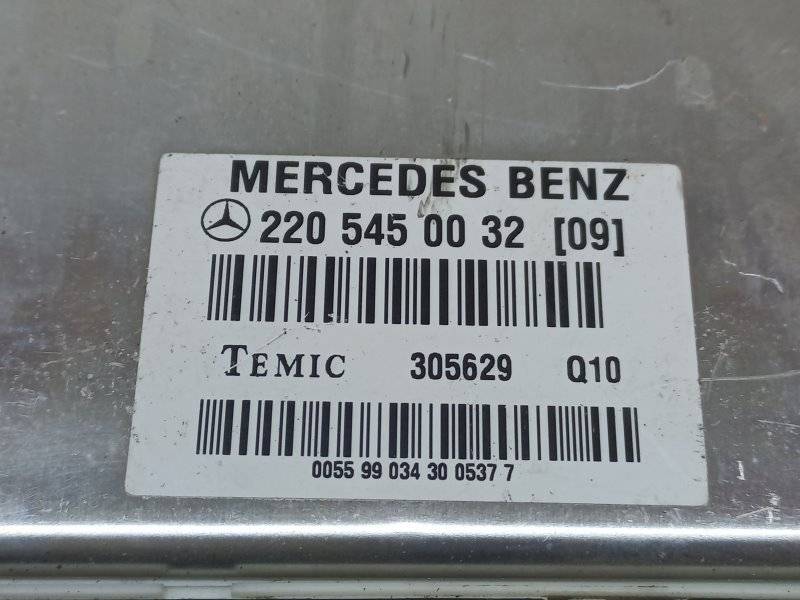 MERCEDES BENZ
220 545 00 32 [09]
TEMIC 305629 Q10
0055 99 034 30 0537 7